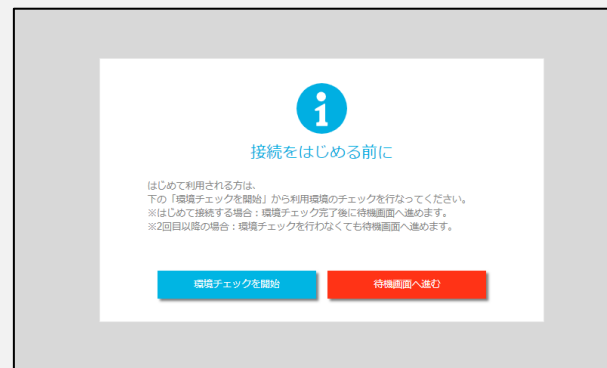 接続をはじめる前に
はじめて利用される方は、
下の「環境チェックを開始」から利用環境のチェックを行なってください。
※はじめて接続する場合：環境チェック完了後に待機画面へ進めます。
※2回目以降の場合：環境チェックを行わなくても待機画面へ進めます。
環境チェックを開始
待機画面へ進む